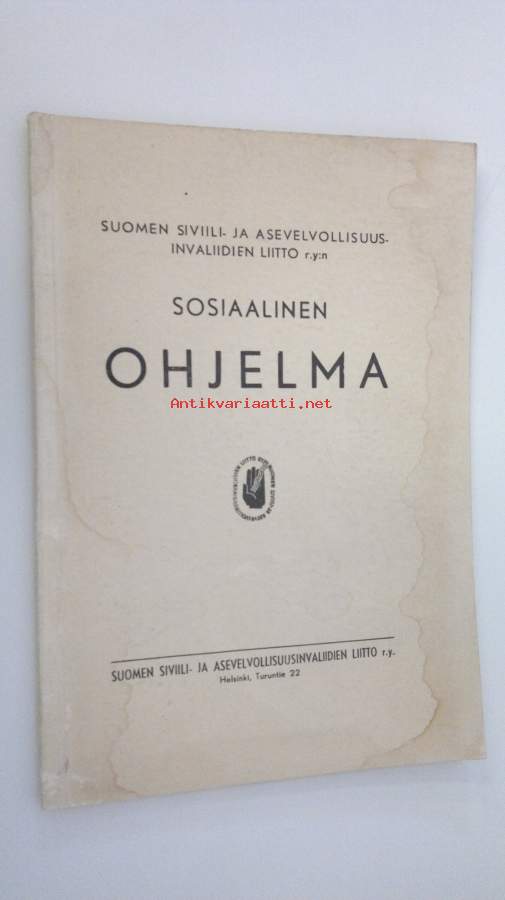 SUOMEN SIVIILI- JA ASEVELVOLLISUUS-
INVALIIDIEN LIITTO r.y:n
SOSIAALINEN
OHJELMA
Antikvariaatti.net
SUOMEN SIVIILI- JA ASEVELVOLLISUUSINVALIIDIEN LIITTO r.y.
Helsinki, Turuntie 22